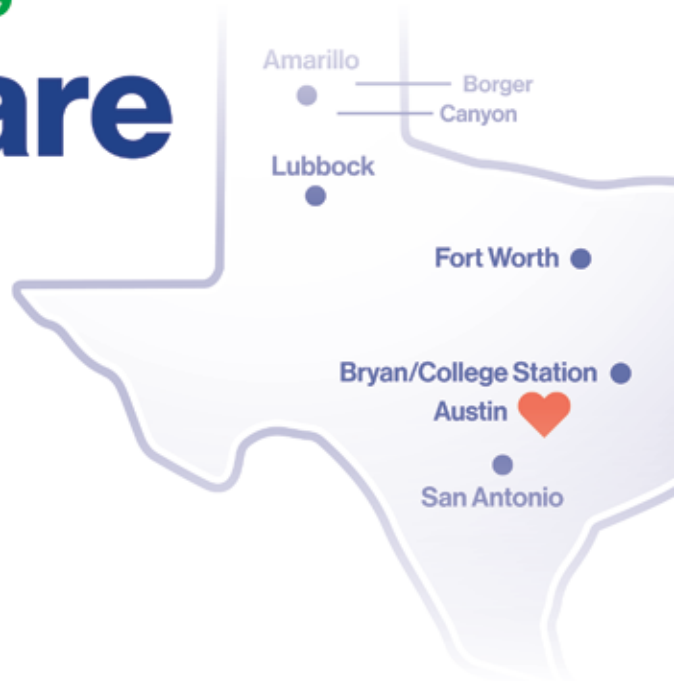 are
Amarillo
Borger
Canyon
Lubbock
Fort Worth
Bryan/College Station
Austin
San Antonio